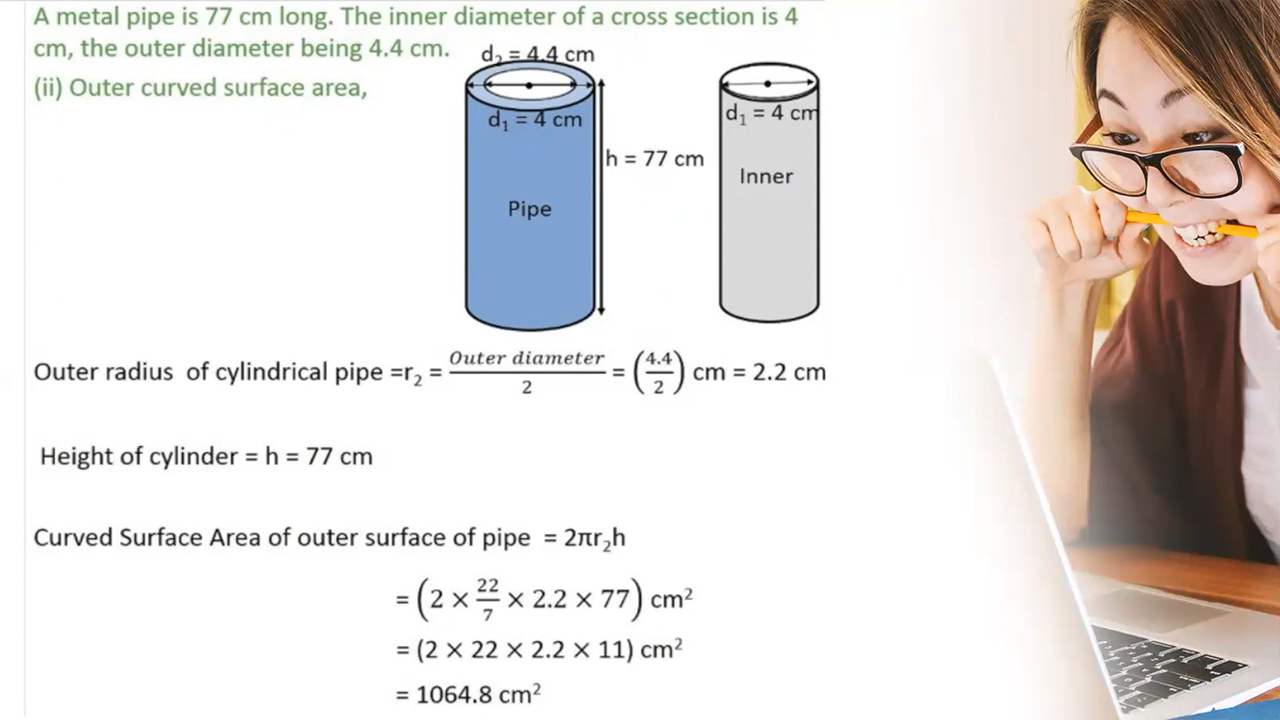 A metal pipe is 77 cm long. The inner diameter of a cross section is 4
cm, the outer diameter being 4.4 cm.
(ii) Outer curved surface area,
d₂ = 4.4 cm
d₁ = 4 cm
h = 77 cm
Pipe
d₁ = 4 cm
Inner
Outer radius of cylindrical pipe =r₂ = Outer diameter/2 = (4.4/2) cm = 2.2 cm
Height of cylinder = h = 77 cm
Curved Surface Area of outer surface of pipe = 2πr₂h
= (2 × 22/7 × 2.2 × 77) cm²
= (2 × 22 × 2.2 × 11) cm²
= 1064.8 cm²